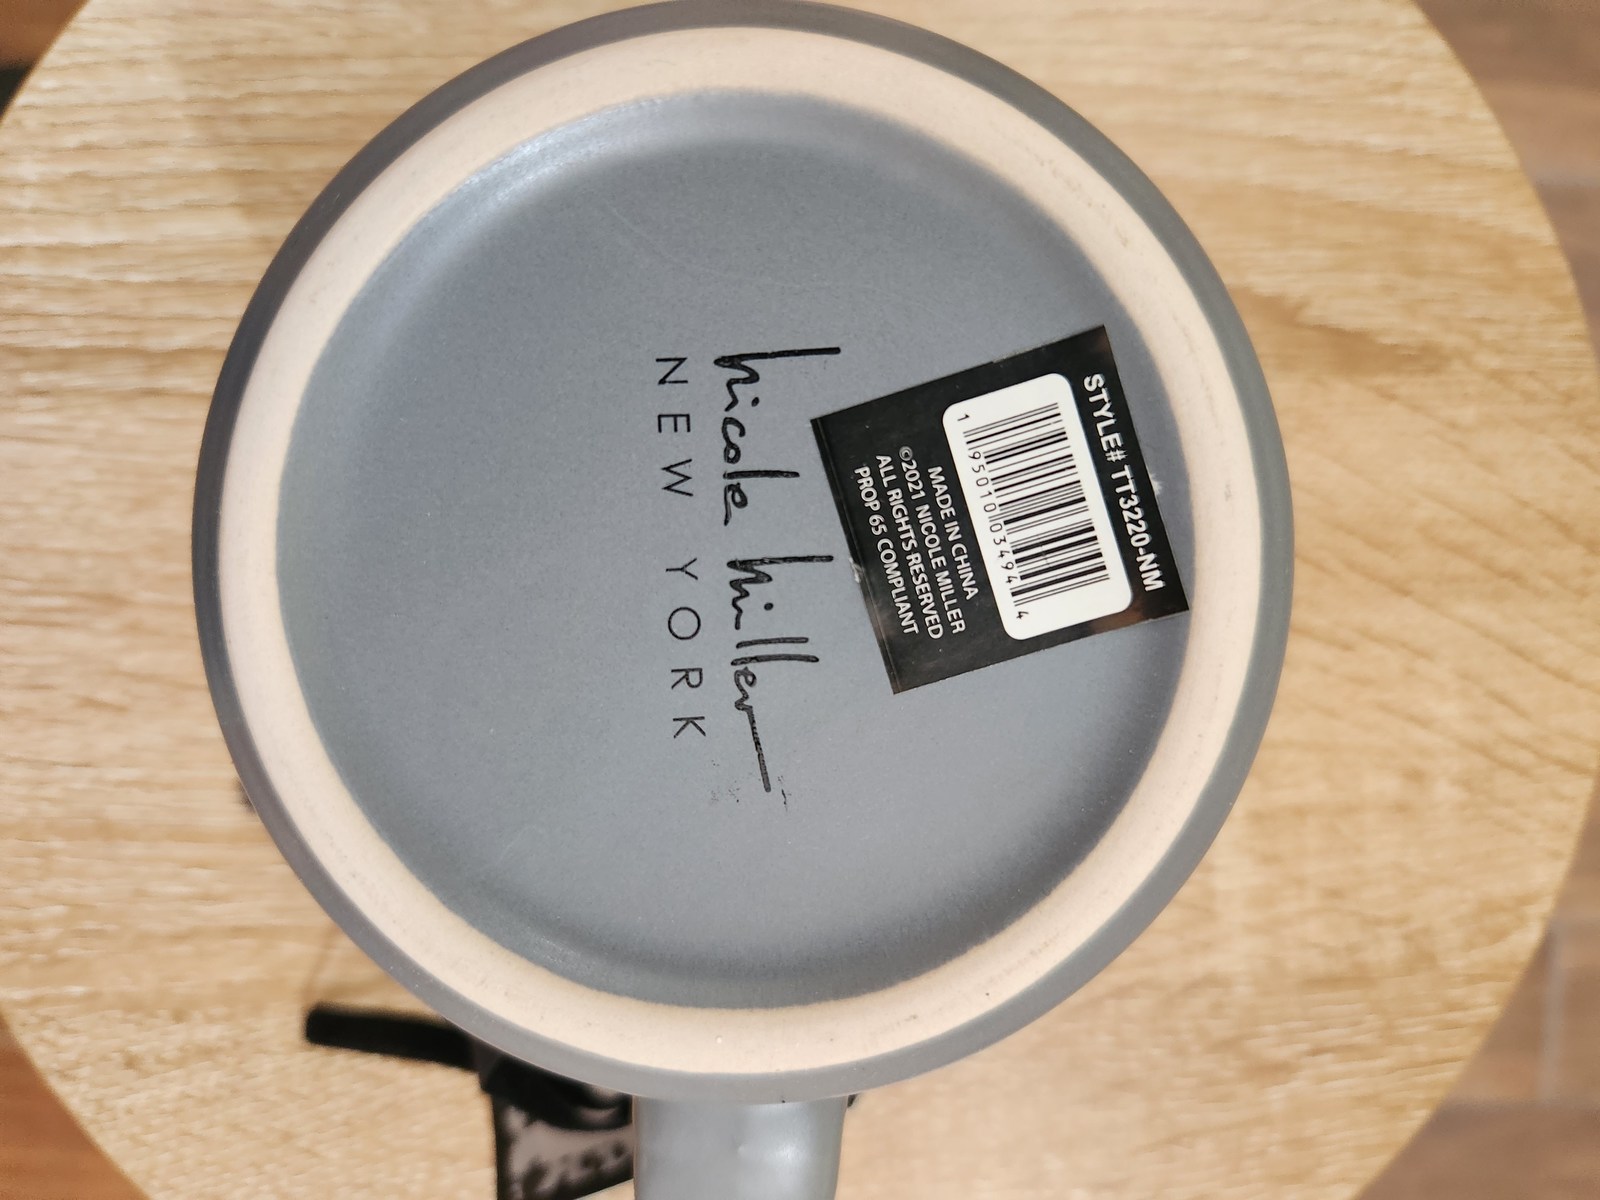 nicole miller
NEW YORK
STYLE# TT3220-NM
1 95010 03494 4
MADE IN CHINA
©2021 NICOLE MILLER
ALL RIGHTS RESERVED
PROP 65 COMPLIANT